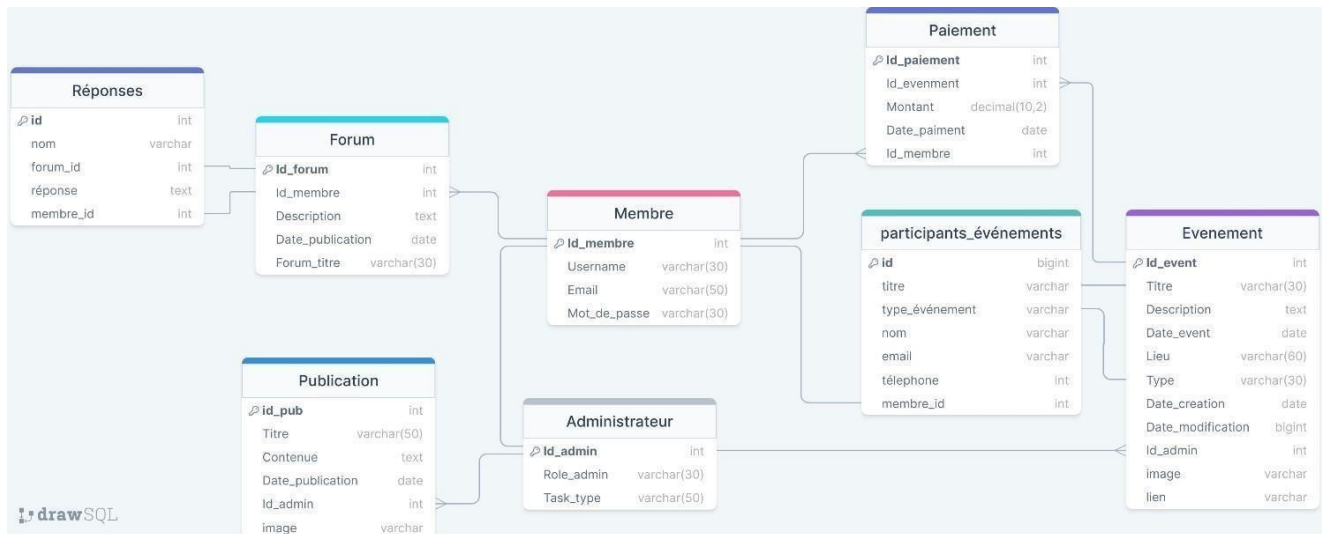 Réponses
id int
nom varchar
forum_id int
réponse text
membre_id int
Forum
Id_forum int
Id_membre int
Description text
Date_publication date
Forum_titre varchar(30)
Membre
Id_membre int
Username varchar(30)
Email varchar(50)
Mot_de_passe varchar(30)
Paiement
Id_paiement int
Id_evenment int
Montant decimal(10,2)
Date_paiment date
Id_membre int
participants_événements
id bigint
titre varchar
type_événement varchar
nom varchar
email varchar
télephone int
membre_id int
Evenement
Id_event int
Titre varchar(30)
Description text
Date_event date
Lieu varchar(60)
Type varchar(30)
Date_creation date
Date_modification bigint
Id_admin int
image varchar
lien varchar
Publication
id_pub int
Titre varchar(50)
Contenue text
Date_publication date
Id_admin int
image varchar
Administrateur
Id_admin int
Role_admin varchar(30)
Task_type varchar(50)
drawSQL